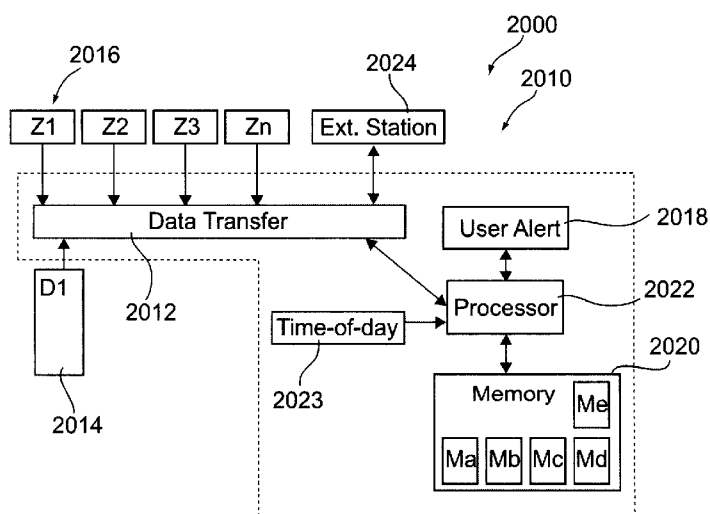 2000
2016
2024
2010
Z1
Z2
Z3
Zn
Ext. Station
Data Transfer
User Alert
2018
D1
2012
Processor
2022
Time-of-day
2023
2020
Memory
Me
2014
Ma
Mb
Mc
Md